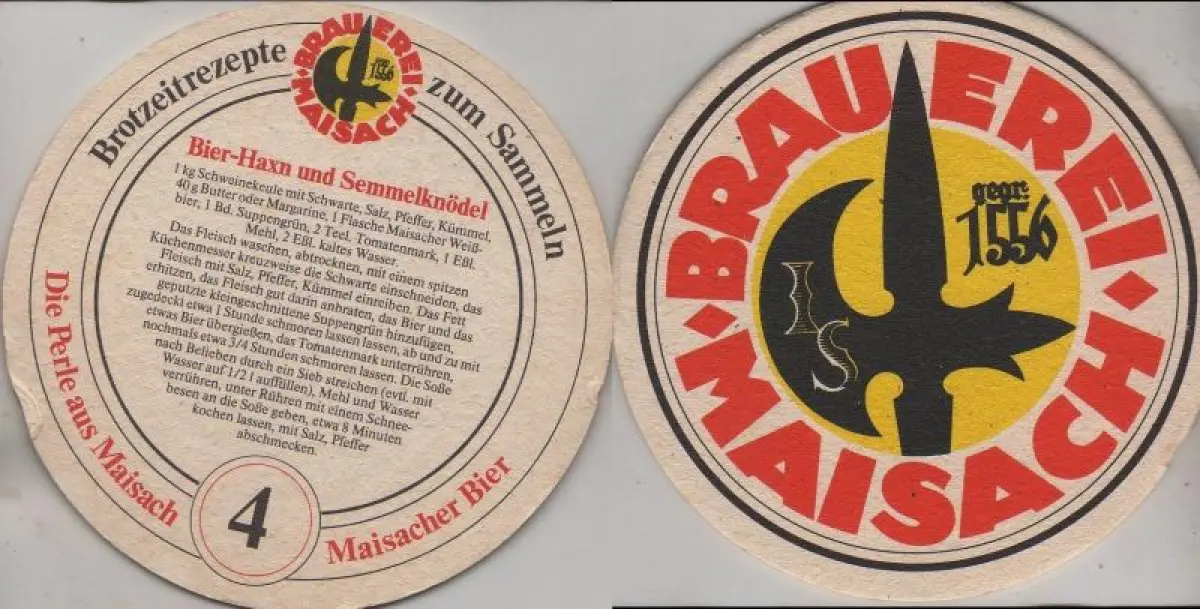 Brotzeitrezepte zum Sammeln
BRAUEREI
MAISACH
gegr.
1556
Bier-Haxn und Semmelknödel
1 kg Schweinekeule mit Schwarte, Salz, Pfeffer, Kümmel,
40 g Butter oder Margarine, 1 Flasche Maisacher Weiß-
bier, 1 Bd. Suppengrün, 2 Teel. Tomatenmark, 1 Eßl.
Mehl, 2 Eßl. kaltes Wasser.
Das Fleisch waschen, abtrocknen, mit einem spitzen
Küchenmesser kreuzweise die Schwarte einschneiden, das
Fleisch mit Salz, Pfeffer, Kümmel einreiben. Das Fett
erhitzen, das Fleisch gut darin anbraten, das Bier und das
geputzte kleingeschnittene Suppengrün hinzufügen,
zugedeckt etwa 1 Stunde schmoren lassen lassen, ab und zu mit
etwas Bier übergießen, das Tomatenmark unterrühren,
nochmals etwa 3/4 Stunden schmoren lassen. Die Soße
nach Belieben durch ein Sieb streichen (evtl. mit
Wasser auf 1/2 l auffüllen), Mehl und Wasser
verrühren, unter Rühren mit einem Schnee-
besen an die Soße geben, etwa 8 Minuten
kochen lassen, mit Salz, Pfeffer
abschmecken.
Die Perle aus Maisach
4
Maisacher Bier
BRAUEREI
gegr.
1556
IS
MAISACH